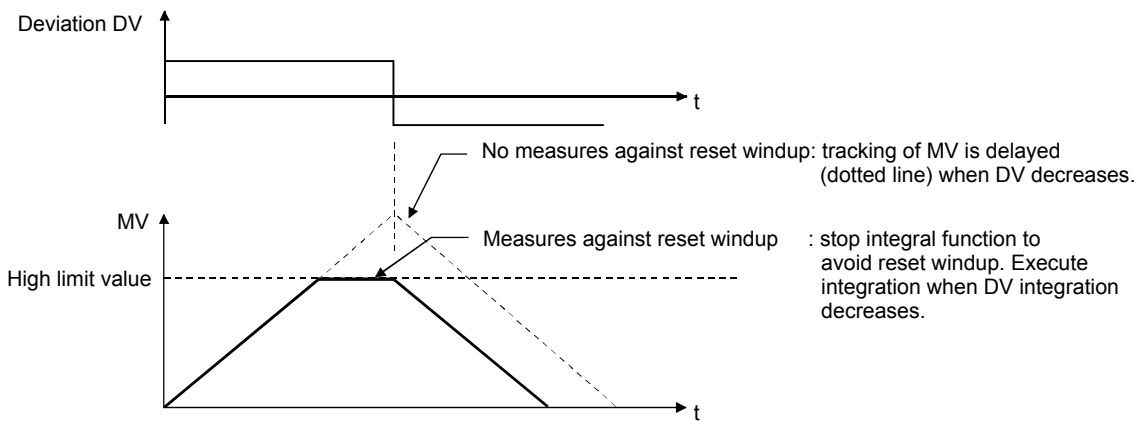 Deviation DV
t
No measures against reset windup: tracking of MV is delayed
(dotted line) when DV decreases.
MV
Measures against reset windup : stop integral function to
avoid reset windup. Execute
integration when DV integration
decreases.
High limit value
t